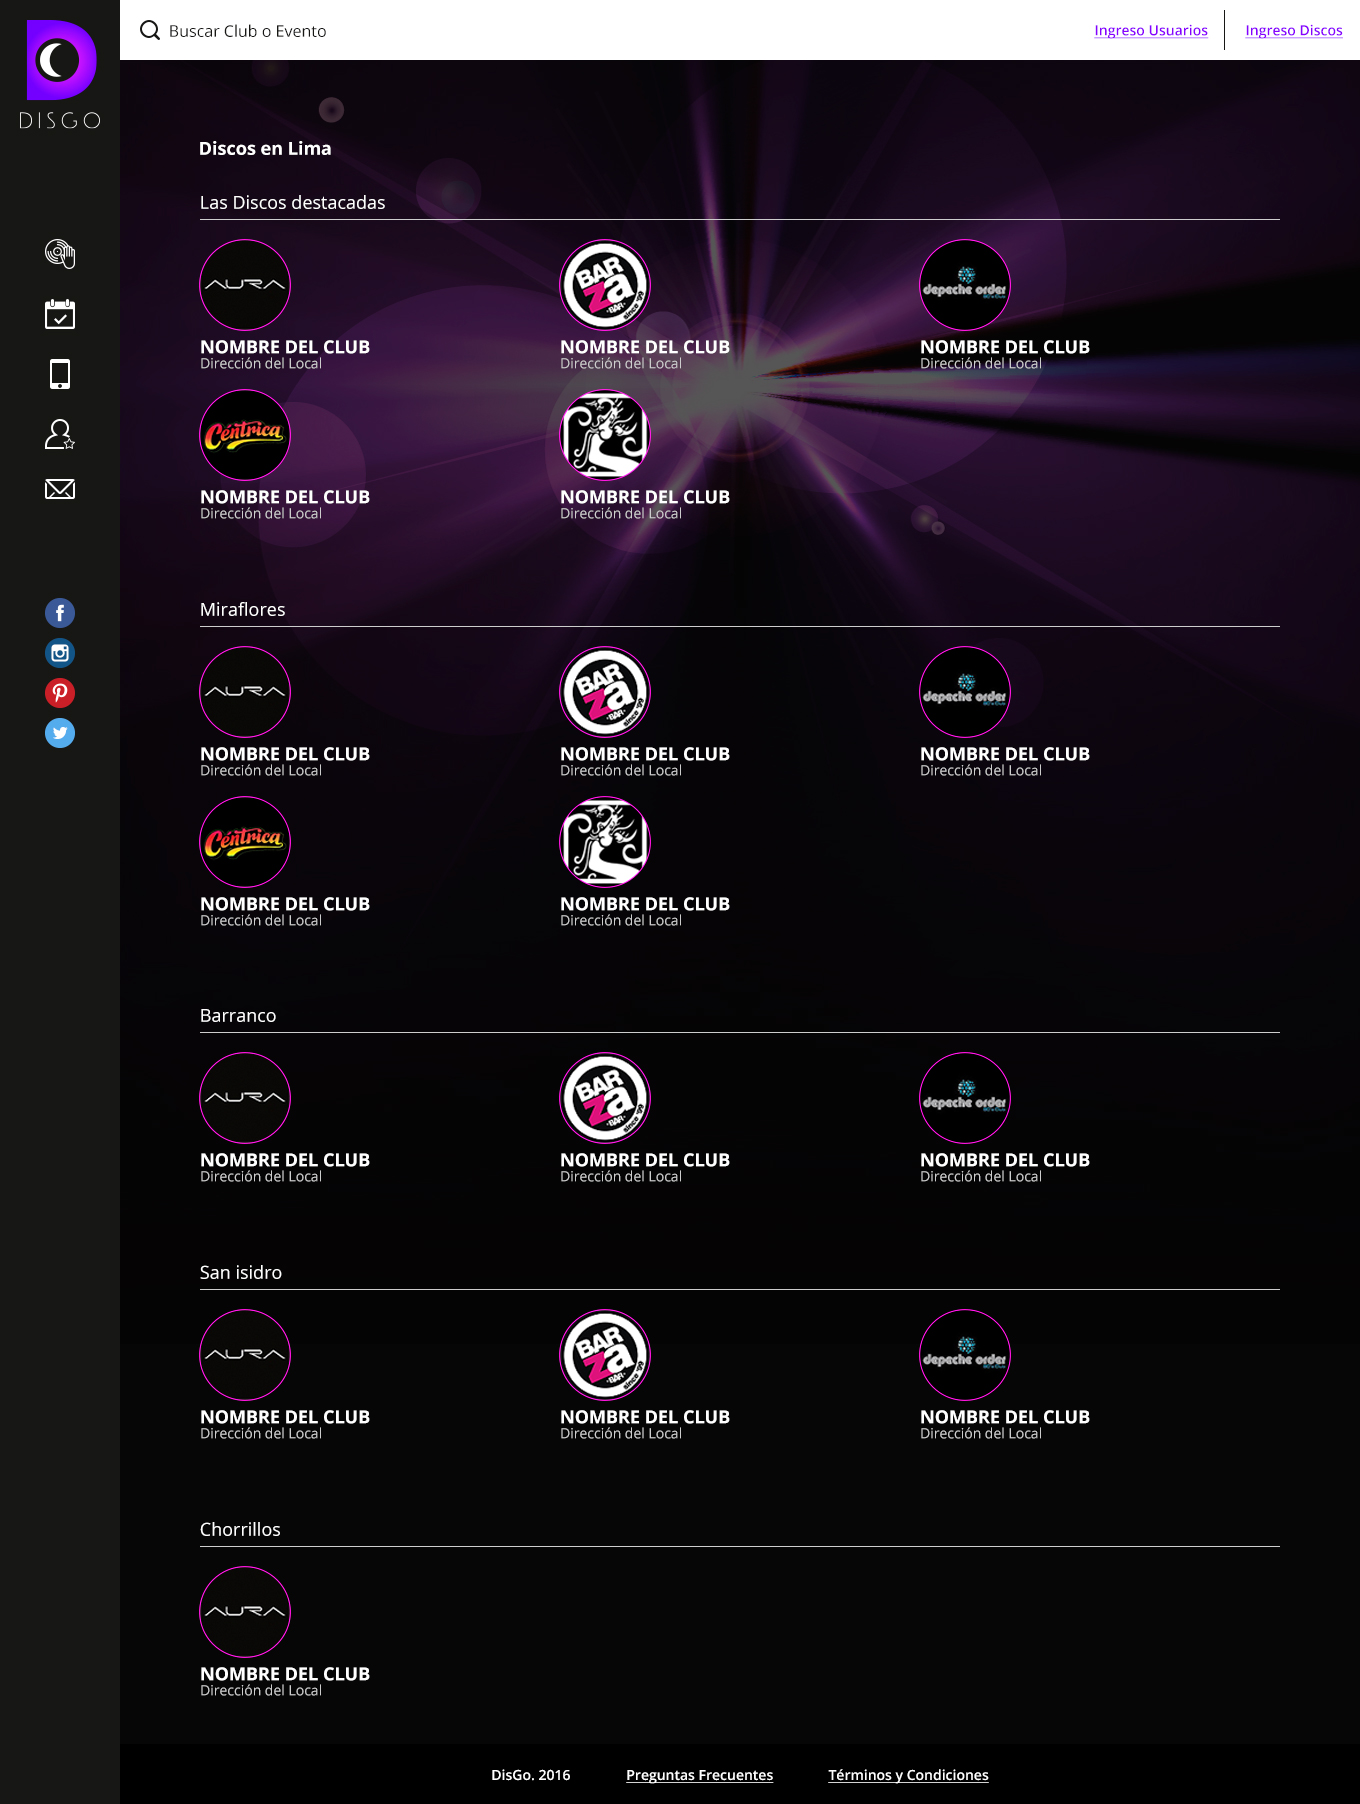 DISGO
Buscar Club o Evento
Ingreso Usuarios
Ingreso Discos
Discos en Lima
Las Discos destacadas
AURA
BAR
za
BAR
since '99
depeche order
NOMBRE DEL CLUB
Dirección del Local
NOMBRE DEL CLUB
Dirección del Local
NOMBRE DEL CLUB
Dirección del Local
Céntrica
NOMBRE DEL CLUB
Dirección del Local
NOMBRE DEL CLUB
Dirección del Local
Miraflores
AURA
BAR
za
BAR
since '99
depeche order
NOMBRE DEL CLUB
Dirección del Local
NOMBRE DEL CLUB
Dirección del Local
NOMBRE DEL CLUB
Dirección del Local
Céntrica
NOMBRE DEL CLUB
Dirección del Local
NOMBRE DEL CLUB
Dirección del Local
Barranco
AURA
BAR
za
BAR
since '99
depeche order
NOMBRE DEL CLUB
Dirección del Local
NOMBRE DEL CLUB
Dirección del Local
NOMBRE DEL CLUB
Dirección del Local
San isidro
AURA
BAR
za
BAR
since '99
depeche order
NOMBRE DEL CLUB
Dirección del Local
NOMBRE DEL CLUB
Dirección del Local
NOMBRE DEL CLUB
Dirección del Local
Chorrillos
AURA
NOMBRE DEL CLUB
Dirección del Local
DisGo. 2016
Preguntas Frecuentes
Términos y Condiciones